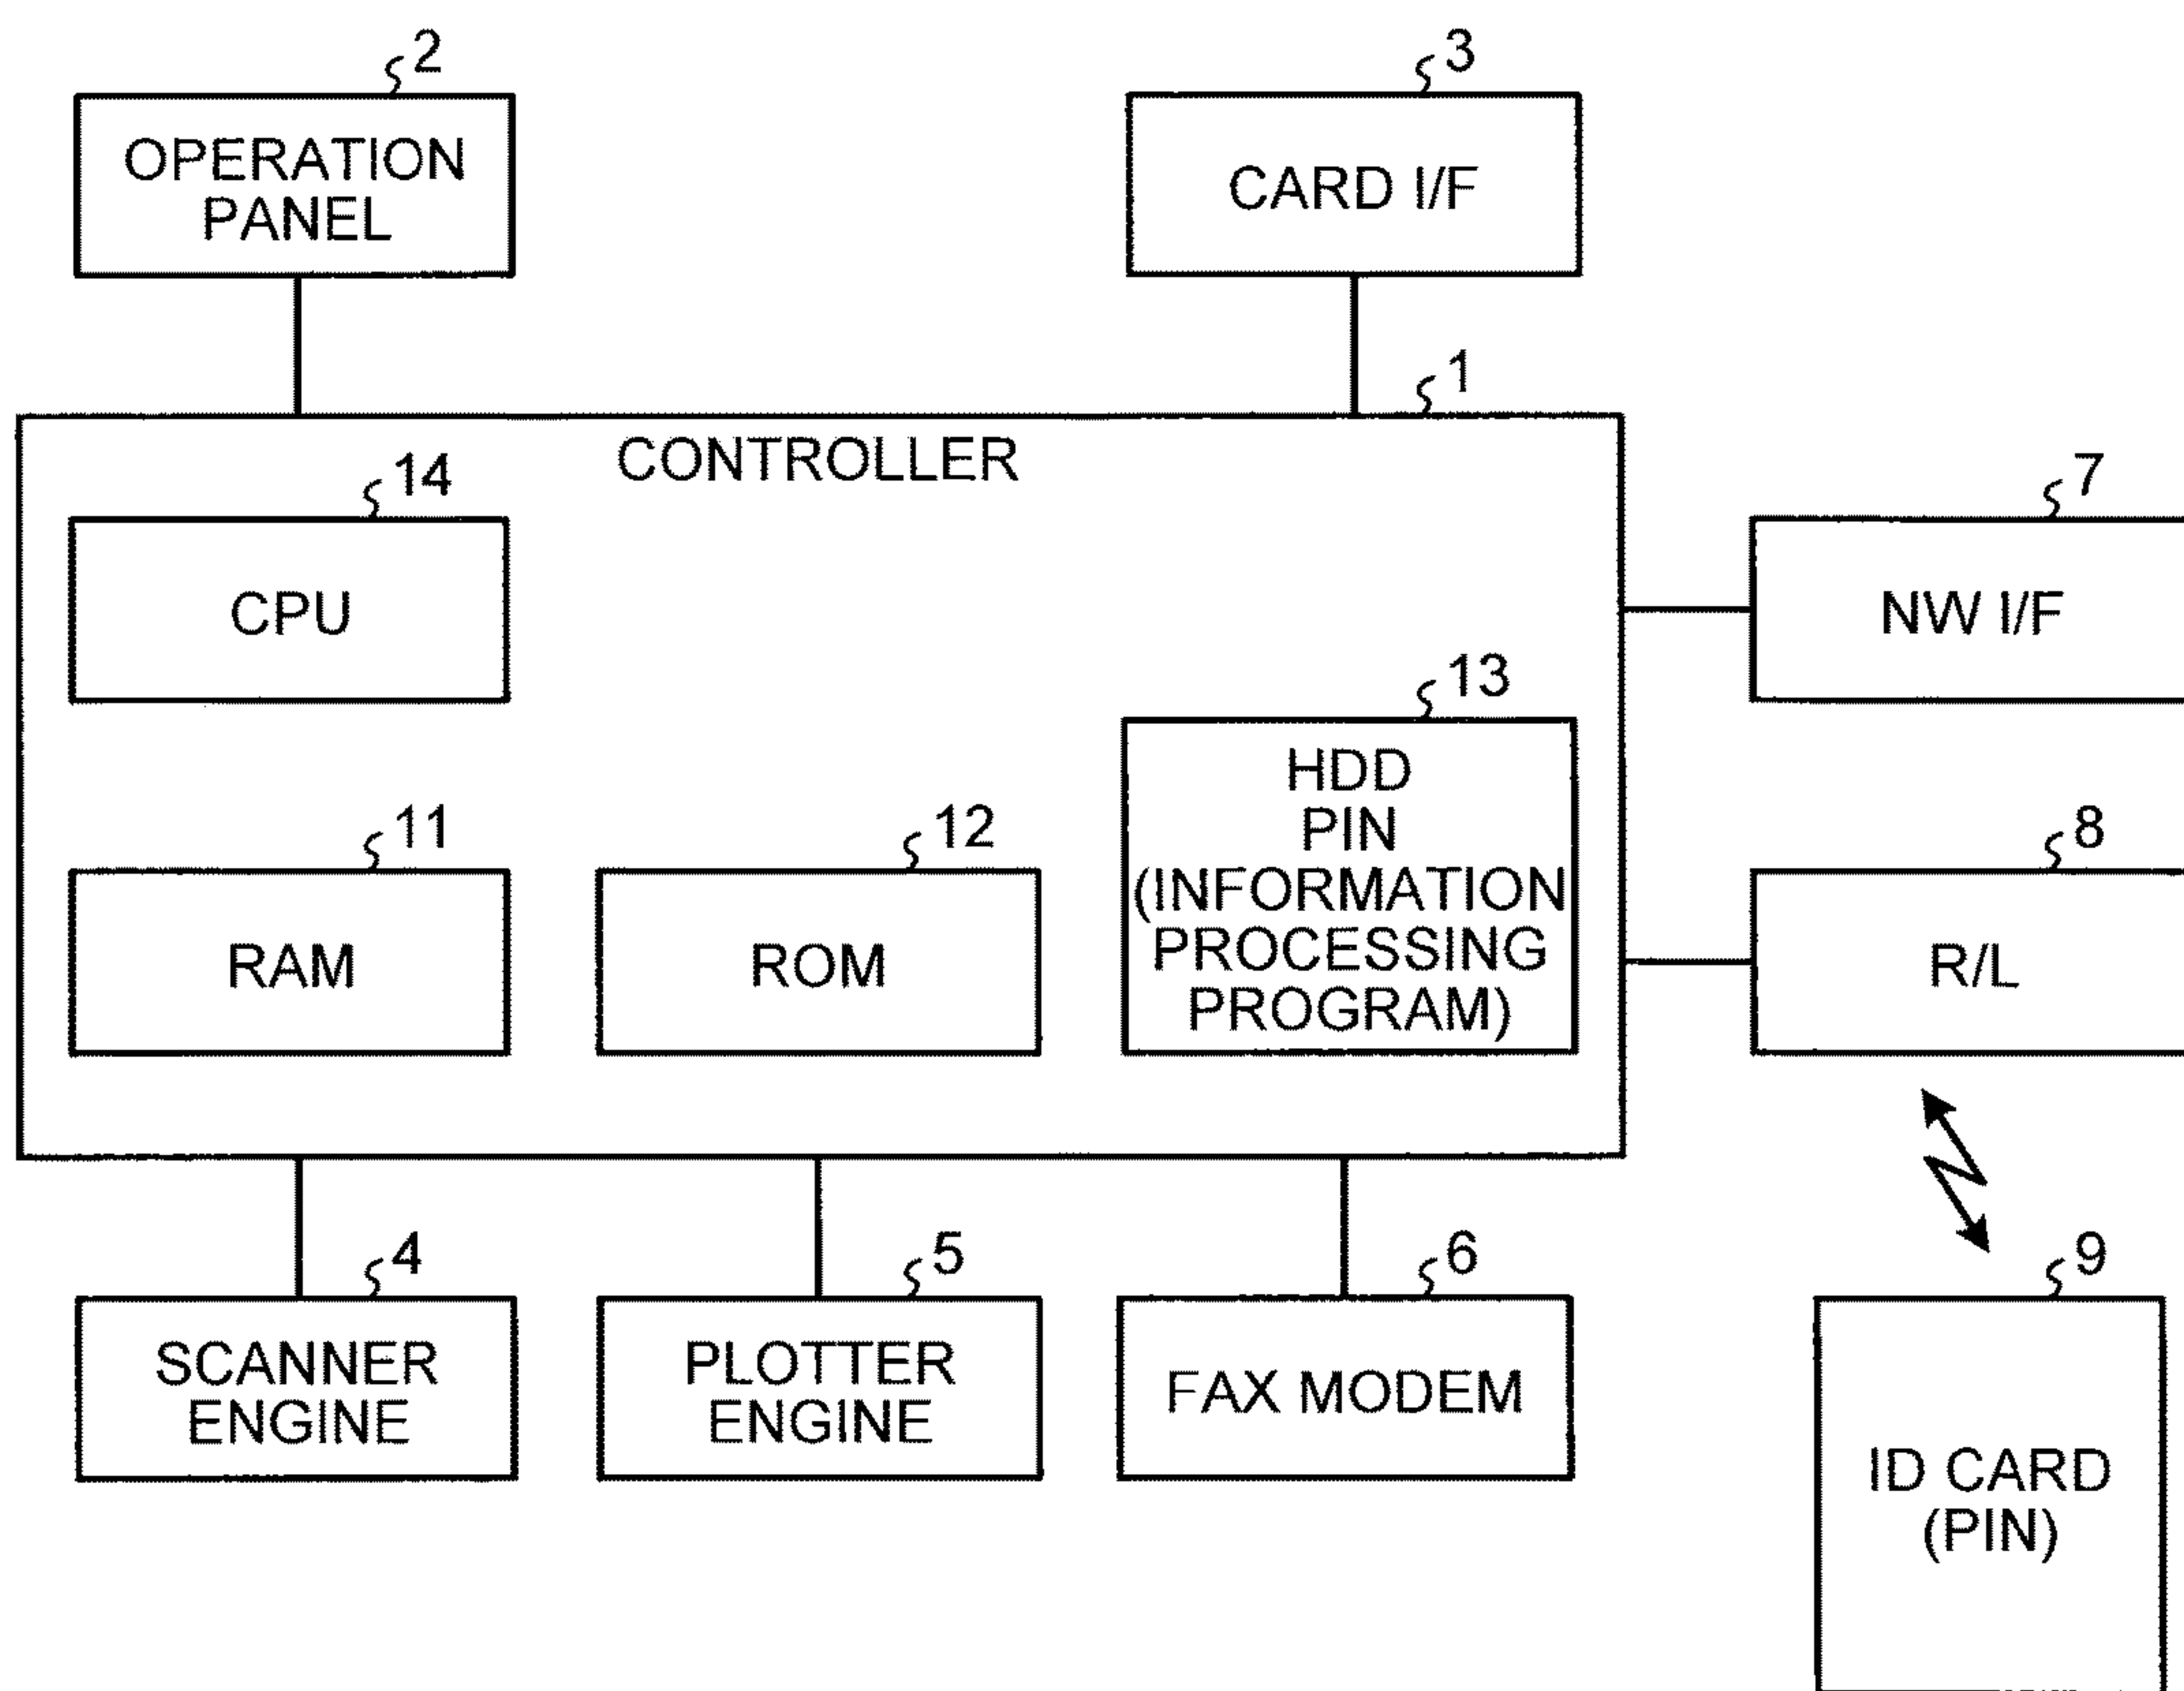 2
3
OPERATION
PANEL
CARD I/F
1
CONTROLLER
14
7
CPU
NW I/F
13
HDD
PIN
(INFORMATION
PROCESSING
PROGRAM)
11
12
8
RAM
ROM
R/L
4
5
6
9
SCANNER
ENGINE
PLOTTER
ENGINE
FAX MODEM
ID CARD
(PIN)